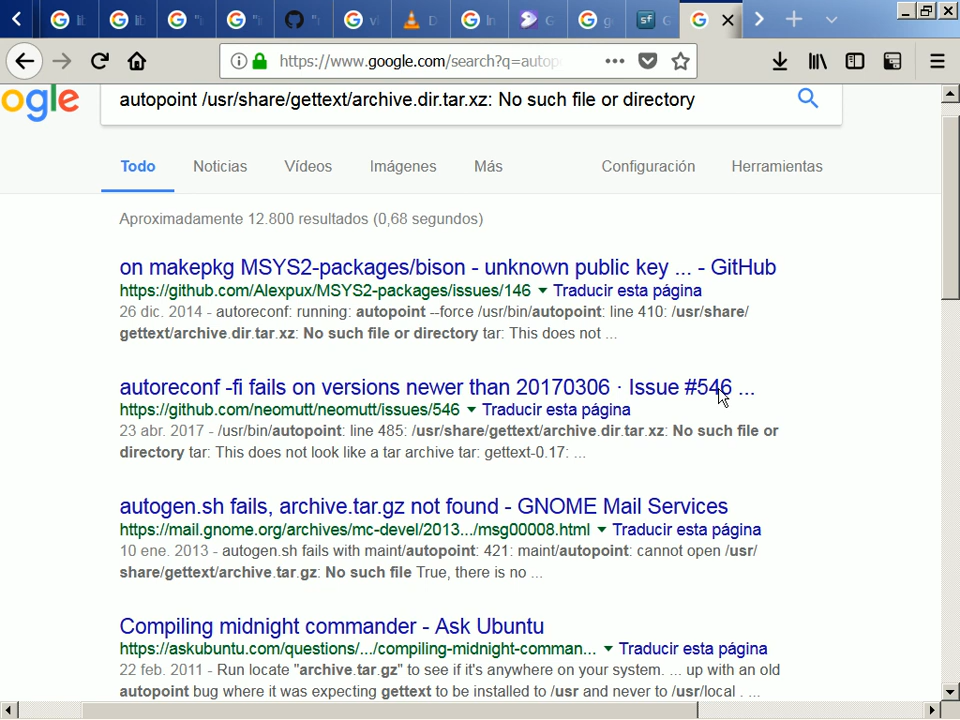 lib
lib
"i
"ii
"
vl
D
In
G
g
sf
G
https://www.google.com/search?q=autopo
ogle
autopoint /usr/share/gettext/archive.dir.tar.xz: No such file or directory
Todo Noticias Vídeos Imágenes Más Configuración Herramientas
Aproximadamente 12.800 resultados (0,68 segundos)
on makepkg MSYS2-packages/bison - unknown public key ... - GitHub
https://github.com/Alexpux/MSYS2-packages/issues/146 Traducir esta página
26 dic. 2014 - autoreconf: running: autopoint --force /usr/bin/autopoint: line 410: /usr/share/
gettext/archive.dir.tar.xz: No such file or directory tar: This does not ...
autoreconf -fi fails on versions newer than 20170306 · Issue #546 ...
https://github.com/neomutt/neomutt/issues/546 Traducir esta página
23 abr. 2017 - /usr/bin/autopoint: line 485: /usr/share/gettext/archive.dir.tar.xz: No such file or
directory tar: This does not look like a tar archive tar: gettext-0.17: ...
autogen.sh fails, archive.tar.gz not found - GNOME Mail Services
https://mail.gnome.org/archives/mc-devel/2013.../msg00008.html Traducir esta página
10 ene. 2013 - autogen.sh fails with maint/autopoint: 421: maint/autopoint: cannot open /usr/
share/gettext/archive.tar.gz: No such file True, there is no ...
Compiling midnight commander - Ask Ubuntu
https://askubuntu.com/questions/.../compiling-midnight-comman... Traducir esta página
22 feb. 2011 - Run locate "archive.tar.gz" to see if it's anywhere on your system. ... up with an old
autopoint bug where it was expecting gettext to be installed to /usr and never to /usr/local . ...